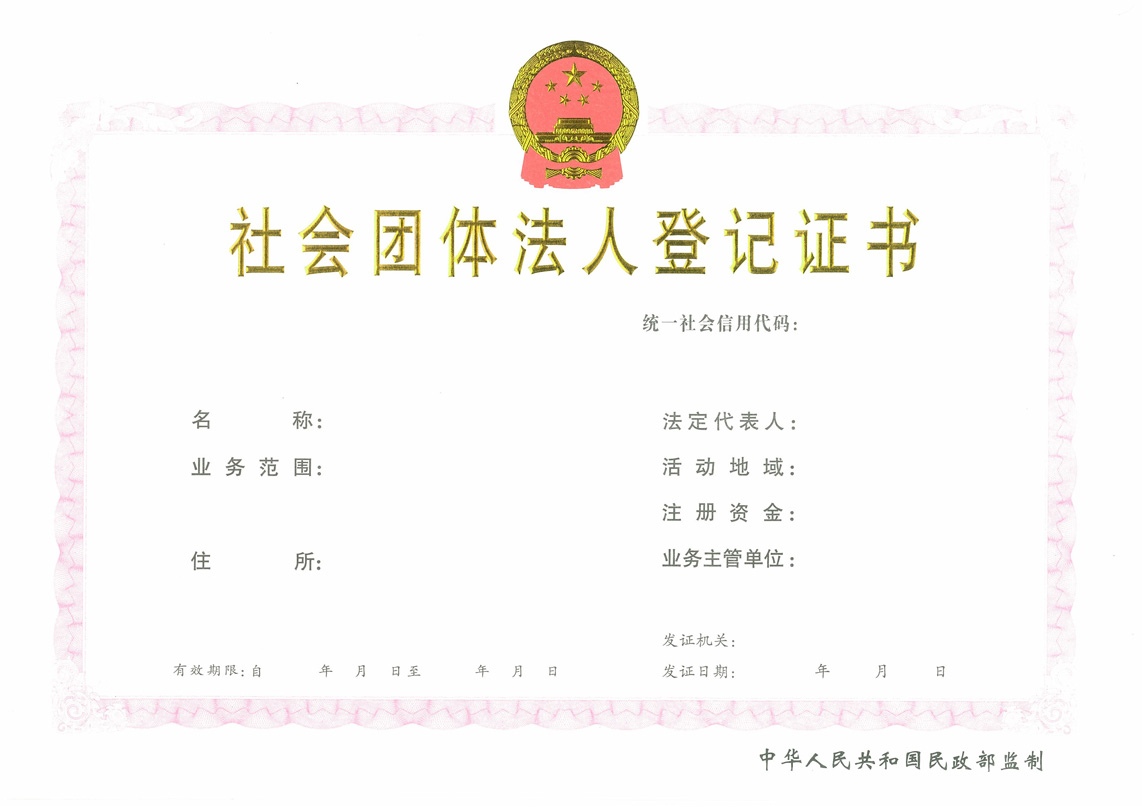 社会团体法人登记证书
统一社会信用代码:
名称:
法定代表人:
业务范围:
活动地域:
注册资金:
住所:
业务主管单位:
发证机关:
有效期限:自 年 月 日至 年 月 日
发证日期: 年 月 日
中华人民共和国民政部监制